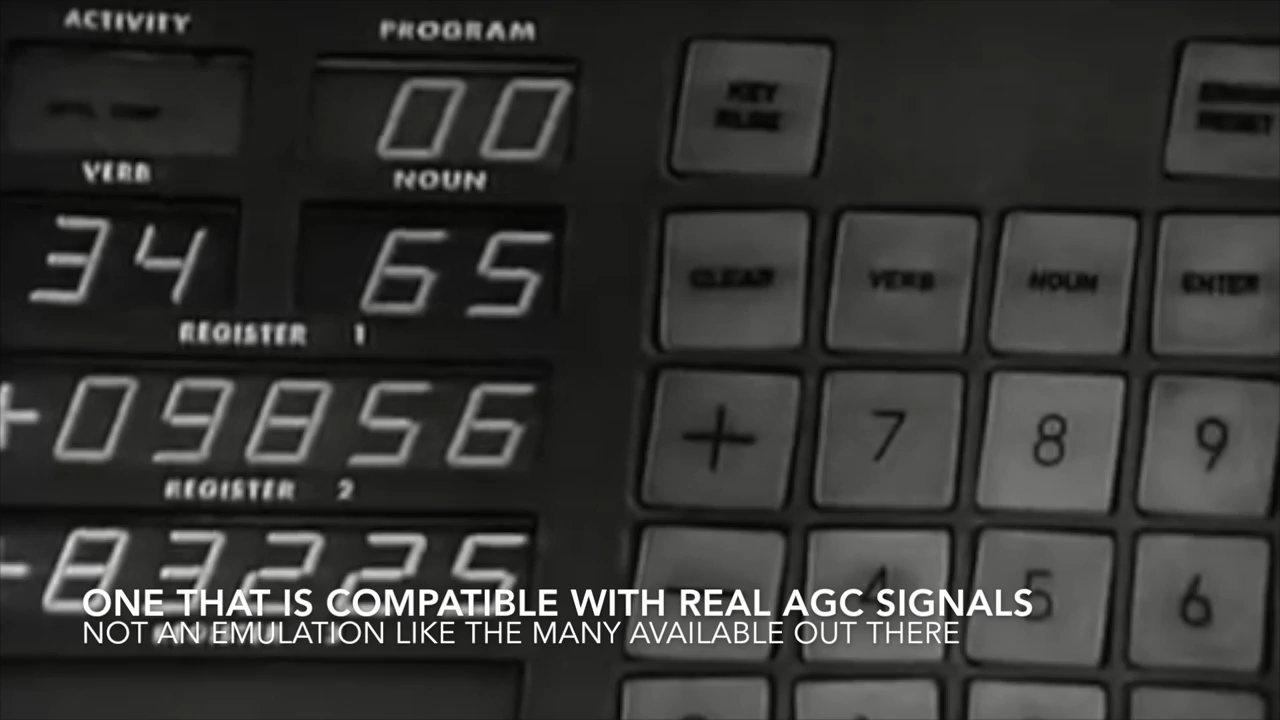 ACTIVITY PROGRAM
00
KEY RLSE
RESET
VERB NOUN
34 65
CLEAR VERB NOUN ENTER
REGISTER 1
+09856
+ 7 8 9
REGISTER 2
-83225
- 4 5 6
ONE THAT IS COMPATIBLE WITH REAL AGC SIGNALS
NOT AN EMULATION LIKE THE MANY AVAILABLE OUT THERE